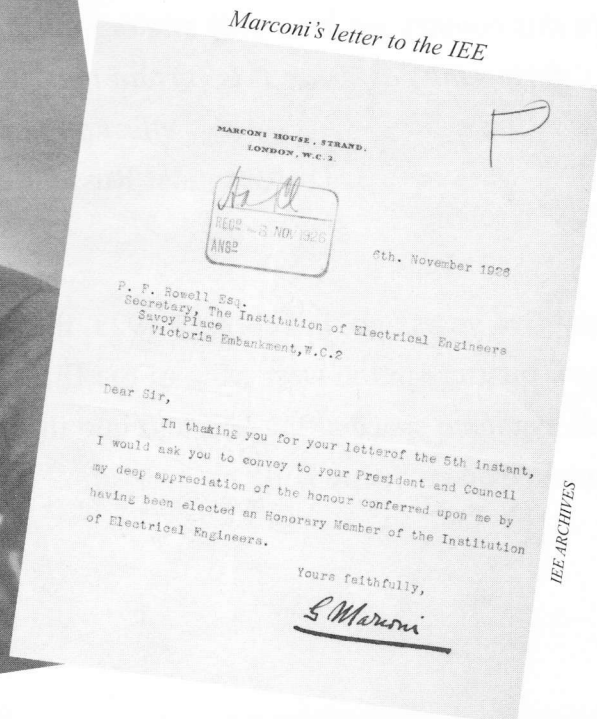 Marconi's letter to the IEE
P
MARCONI HOUSE, STRAND,
LONDON, W.C.2.
REGD - 8 NOV 1926
ANSD
6th. November 1926
P. F. Rowell Esq.
Secretary, The Institution of Electrical Engineers
Savoy Place
Victoria Embankment, W.C.2
Dear Sir,
In thaking you for your letterof the 5th instant,
I would ask you to convey to your President and Council
my deep appreciation of the honour conferred upon me by
having been elected an Honorary Member of the Institution
of Electrical Engineers.
Yours faithfully,
G Marconi
IEE ARCHIVES